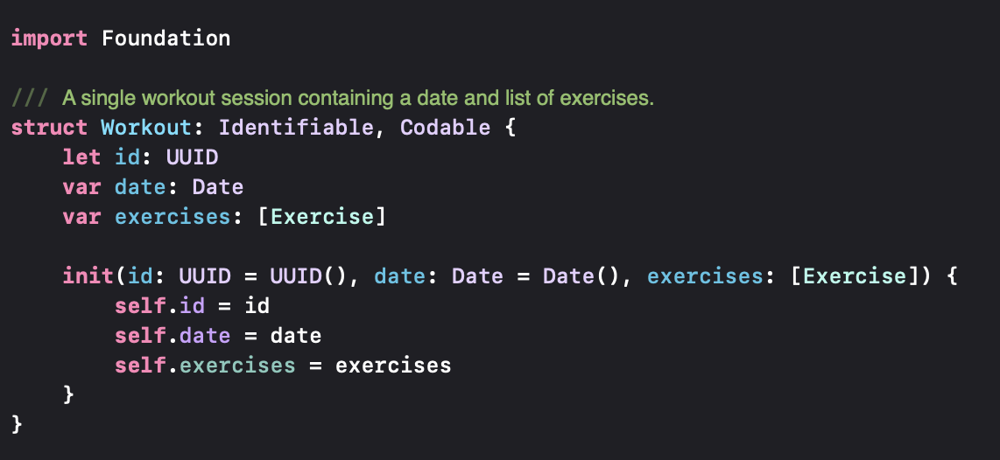 import Foundation
/// A single workout session containing a date and list of exercises.
struct Workout: Identifiable, Codable {
let id: UUID
var date: Date
var exercises: [Exercise]
init(id: UUID = UUID(), date: Date = Date(), exercises: [Exercise]) {
self.id = id
self.date = date
self.exercises = exercises
}
}